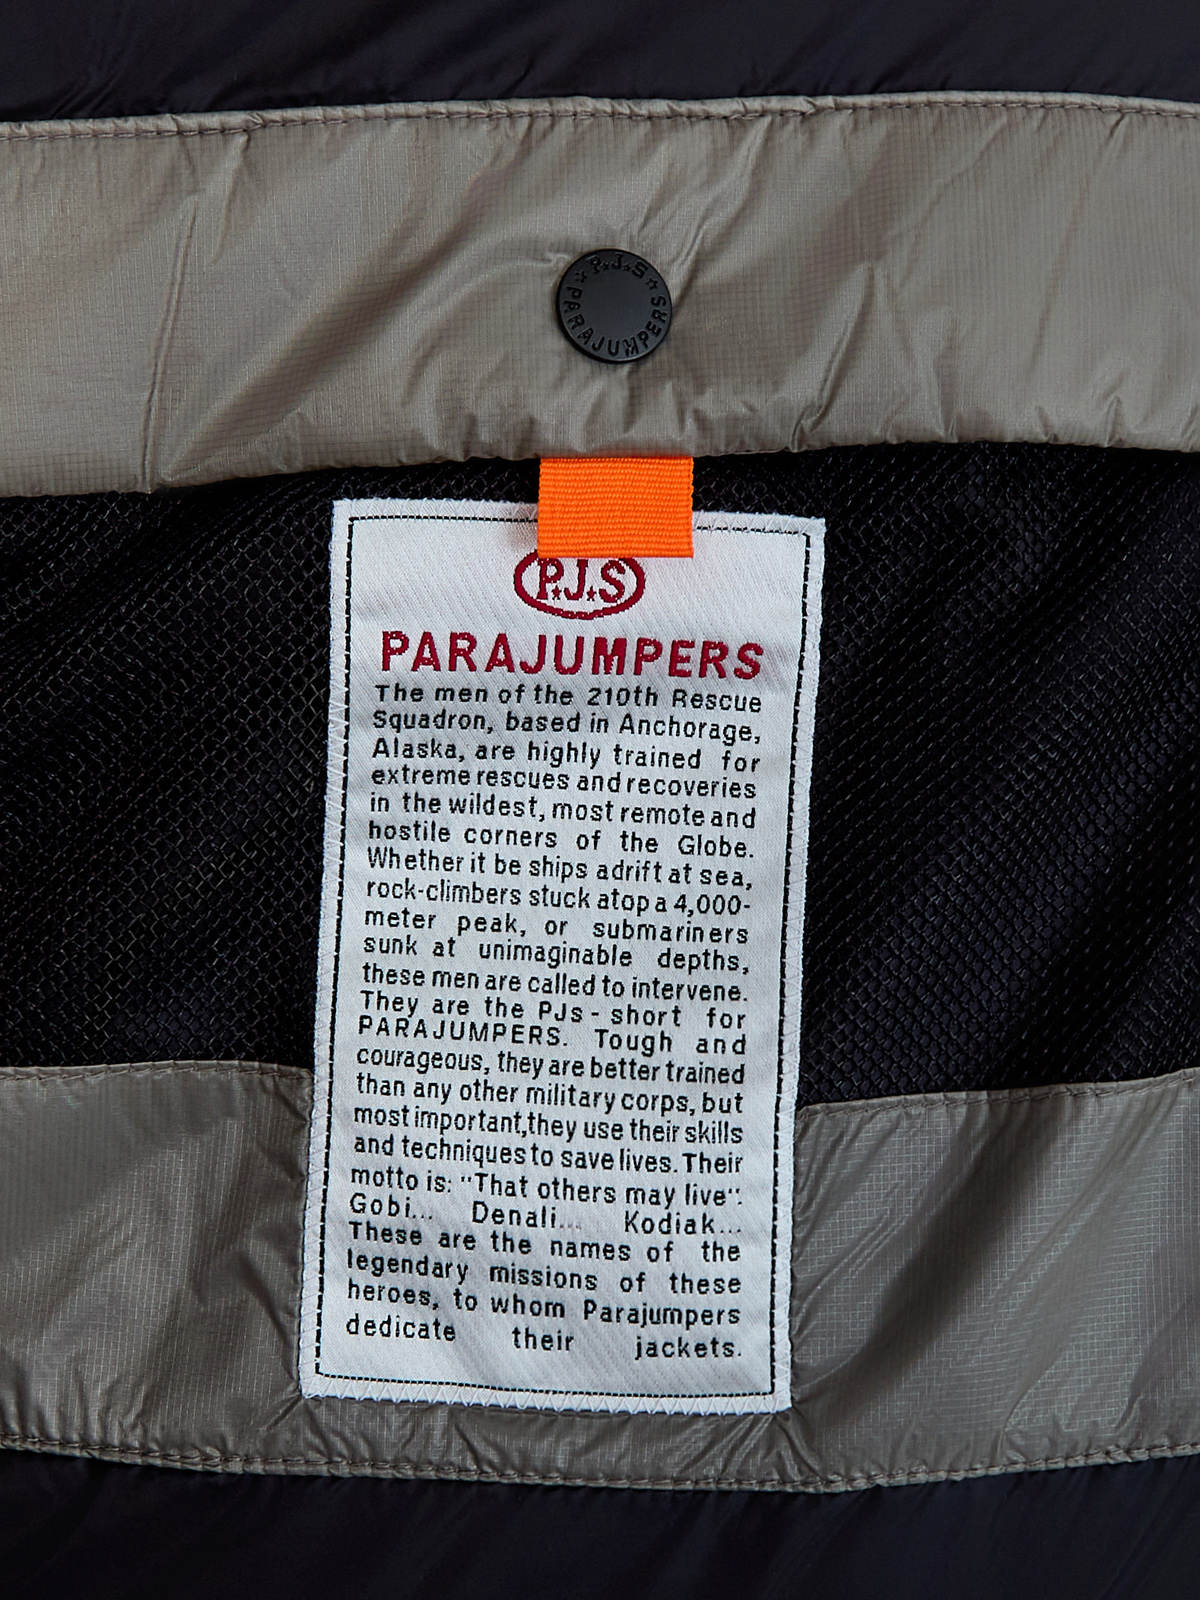 P.J.S
PARAJUMPERS
P.J.S
PARAJUMPERS
The men of the 210th Rescue
Squadron, based in Anchorage,
Alaska, are highly trained for
extreme rescues and recoveries
in the wildest, most remote and
hostile corners of the Globe.
Whether it be ships adrift at sea,
rock-climbers stuck atop a 4,000-
meter peak, or submariners
sunk at unimaginable depths,
these men are called to intervene.
They are the PJs - short for
PARAJUMPERS. Tough and
courageous, they are better trained
than any other military corps, but
most important,they use their skills
and techniques to save lives. Their
motto is: "That others may live".
Gobi... Denali... Kodiak...
These are the names of the
legendary missions of these
heroes, to whom Parajumpers
dedicate their jackets.